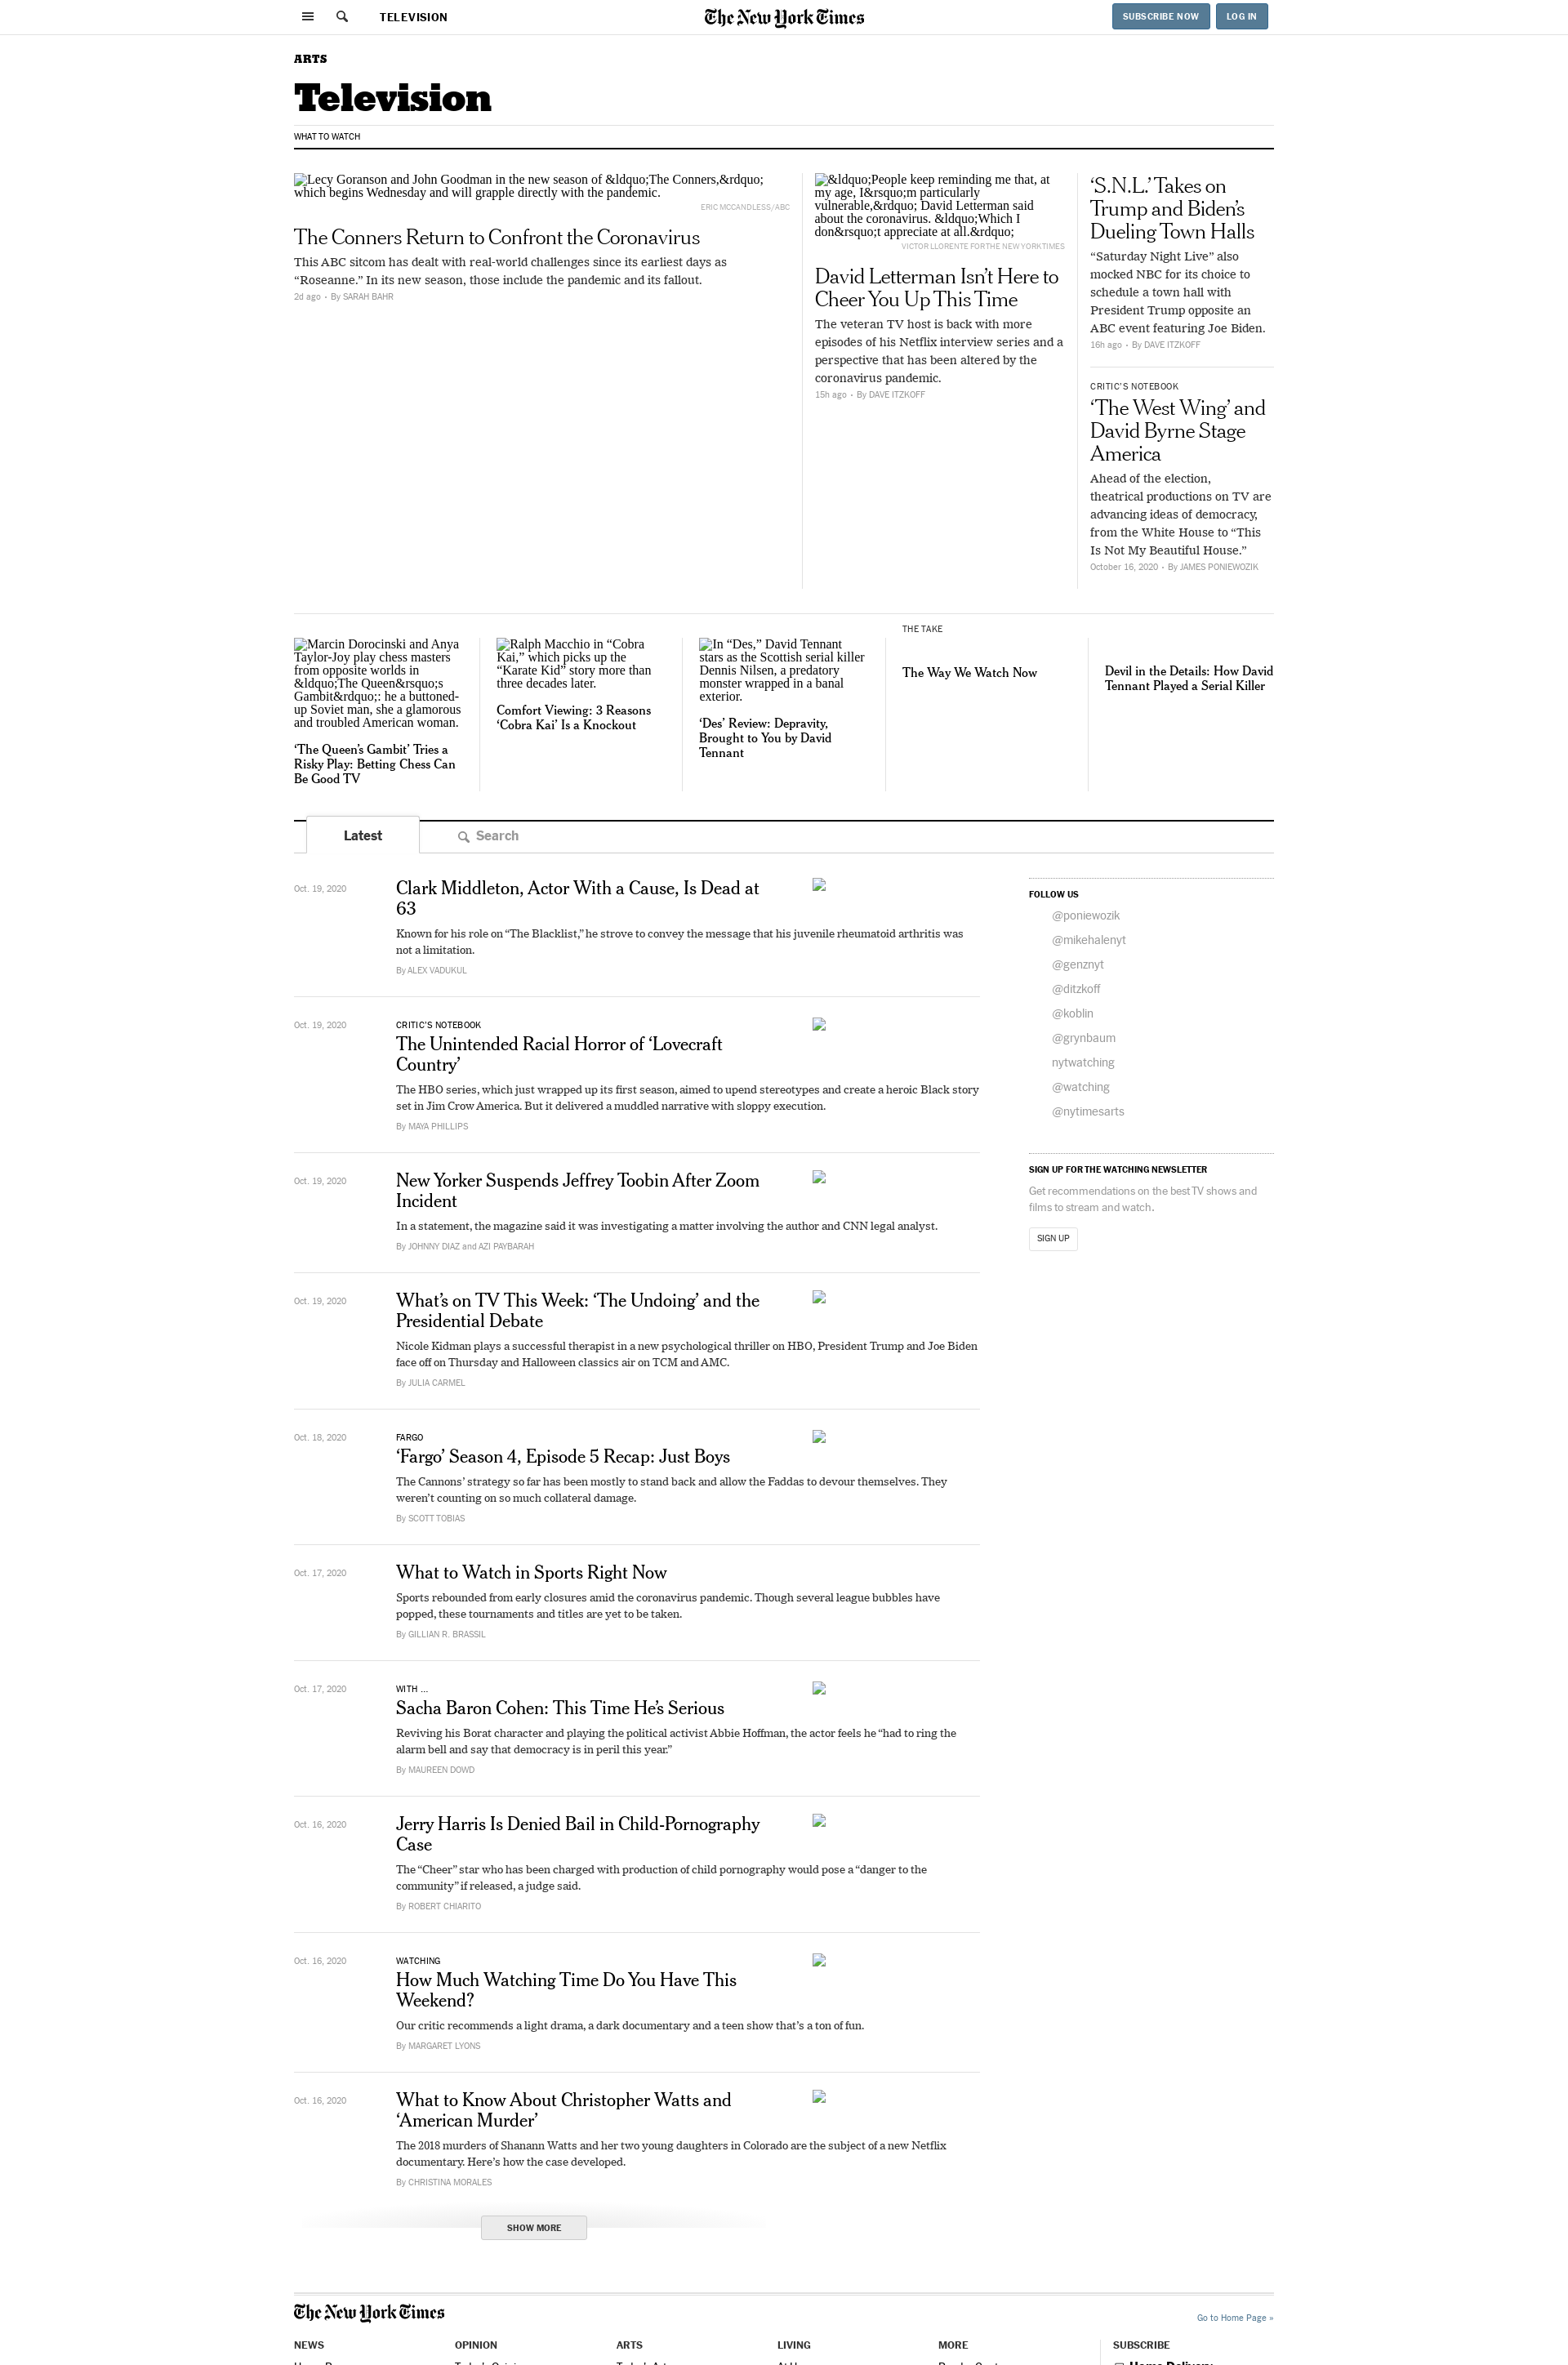 TELEVISION
The New York Times
SUBSCRIBE NOW
LOG IN
ARTS
Television
WHAT TO WATCH
Lecy Goranson and John Goodman in the new season of &ldquo;The Conners,&rdquo;
which begins Wednesday and will grapple directly with the pandemic.
ERIC MCCANDLESS/ABC
The Conners Return to Confront the Coronavirus
This ABC sitcom has dealt with real-world challenges since its earliest days as
“Roseanne.” In its new season, those include the pandemic and its fallout.
2d ago • By SARAH BAHR
&ldquo;People keep reminding me that, at
my age, I&rsquo;m particularly
vulnerable,&rdquo; David Letterman said
about the coronavirus. &ldquo;Which I
don&rsquo;t appreciate at all.&rdquo;
VICTOR LLORENTE FOR THE NEW YORK TIMES
David Letterman Isn’t Here to
Cheer You Up This Time
The veteran TV host is back with more
episodes of his Netflix interview series and a
perspective that has been altered by the
coronavirus pandemic.
15h ago • By DAVE ITZKOFF
‘S.N.L.’ Takes on
Trump and Biden’s
Dueling Town Halls
“Saturday Night Live” also
mocked NBC for its choice to
schedule a town hall with
President Trump opposite an
ABC event featuring Joe Biden.
16h ago • By DAVE ITZKOFF
CRITIC’S NOTEBOOK
‘The West Wing’ and
David Byrne Stage
America
Ahead of the election,
theatrical productions on TV are
advancing ideas of democracy,
from the White House to “This
Is Not My Beautiful House.”
October 16, 2020 • By JAMES PONIEWOZIK
Marcin Dorocinski and Anya
Taylor-Joy play chess masters
from opposite worlds in
&ldquo;The Queen&rsquo;s
Gambit&rdquo;: he a buttoned-
up Soviet man, she a glamorous
and troubled American woman.
‘The Queen’s Gambit’ Tries a
Risky Play: Betting Chess Can
Be Good TV
Ralph Macchio in “Cobra
Kai,” which picks up the
“Karate Kid” story more than
three decades later.
Comfort Viewing: 3 Reasons
‘Cobra Kai’ Is a Knockout
In “Des,” David Tennant
stars as the Scottish serial killer
Dennis Nilsen, a predatory
monster wrapped in a banal
exterior.
‘Des’ Review: Depravity,
Brought to You by David
Tennant
THE TAKE
The Way We Watch Now
Devil in the Details: How David
Tennant Played a Serial Killer
Latest
Search
Oct. 19, 2020
Clark Middleton, Actor With a Cause, Is Dead at
63
Known for his role on “The Blacklist,” he strove to convey the message that his juvenile rheumatoid arthritis was
not a limitation.
By ALEX VADUKUL
Oct. 19, 2020
CRITIC’S NOTEBOOK
The Unintended Racial Horror of ‘Lovecraft
Country’
The HBO series, which just wrapped up its first season, aimed to upend stereotypes and create a heroic Black story
set in Jim Crow America. But it delivered a muddled narrative with sloppy execution.
By MAYA PHILLIPS
Oct. 19, 2020
New Yorker Suspends Jeffrey Toobin After Zoom
Incident
In a statement, the magazine said it was investigating a matter involving the author and CNN legal analyst.
By JOHNNY DIAZ and AZI PAYBARAH
Oct. 19, 2020
What’s on TV This Week: ‘The Undoing’ and the
Presidential Debate
Nicole Kidman plays a successful therapist in a new psychological thriller on HBO, President Trump and Joe Biden
face off on Thursday and Halloween classics air on TCM and AMC.
By JULIA CARMEL
Oct. 18, 2020
FARGO
‘Fargo’ Season 4, Episode 5 Recap: Just Boys
The Cannons’ strategy so far has been mostly to stand back and allow the Faddas to devour themselves. They
weren’t counting on so much collateral damage.
By SCOTT TOBIAS
Oct. 17, 2020
What to Watch in Sports Right Now
Sports rebounded from early closures amid the coronavirus pandemic. Though several league bubbles have
popped, these tournaments and titles are yet to be taken.
By GILLIAN R. BRASSIL
Oct. 17, 2020
WITH ...
Sacha Baron Cohen: This Time He’s Serious
Reviving his Borat character and playing the political activist Abbie Hoffman, the actor feels he “had to ring the
alarm bell and say that democracy is in peril this year.”
By MAUREEN DOWD
Oct. 16, 2020
Jerry Harris Is Denied Bail in Child-Pornography
Case
The “Cheer” star who has been charged with production of child pornography would pose a “danger to the
community” if released, a judge said.
By ROBERT CHIARITO
Oct. 16, 2020
WATCHING
How Much Watching Time Do You Have This
Weekend?
Our critic recommends a light drama, a dark documentary and a teen show that’s a ton of fun.
By MARGARET LYONS
Oct. 16, 2020
What to Know About Christopher Watts and
‘American Murder’
The 2018 murders of Shanann Watts and her two young daughters in Colorado are the subject of a new Netflix
documentary. Here’s how the case developed.
By CHRISTINA MORALES
SHOW MORE
FOLLOW US
@poniewozik
@mikehalenyt
@genznyt
@ditzkoff
@koblin
@grynbaum
nytwatching
@watching
@nytimesarts
SIGN UP FOR THE WATCHING NEWSLETTER
Get recommendations on the best TV shows and
films to stream and watch.
SIGN UP
The New York Times
Go to Home Page »
NEWS
OPINION
ARTS
LIVING
MORE
SUBSCRIBE